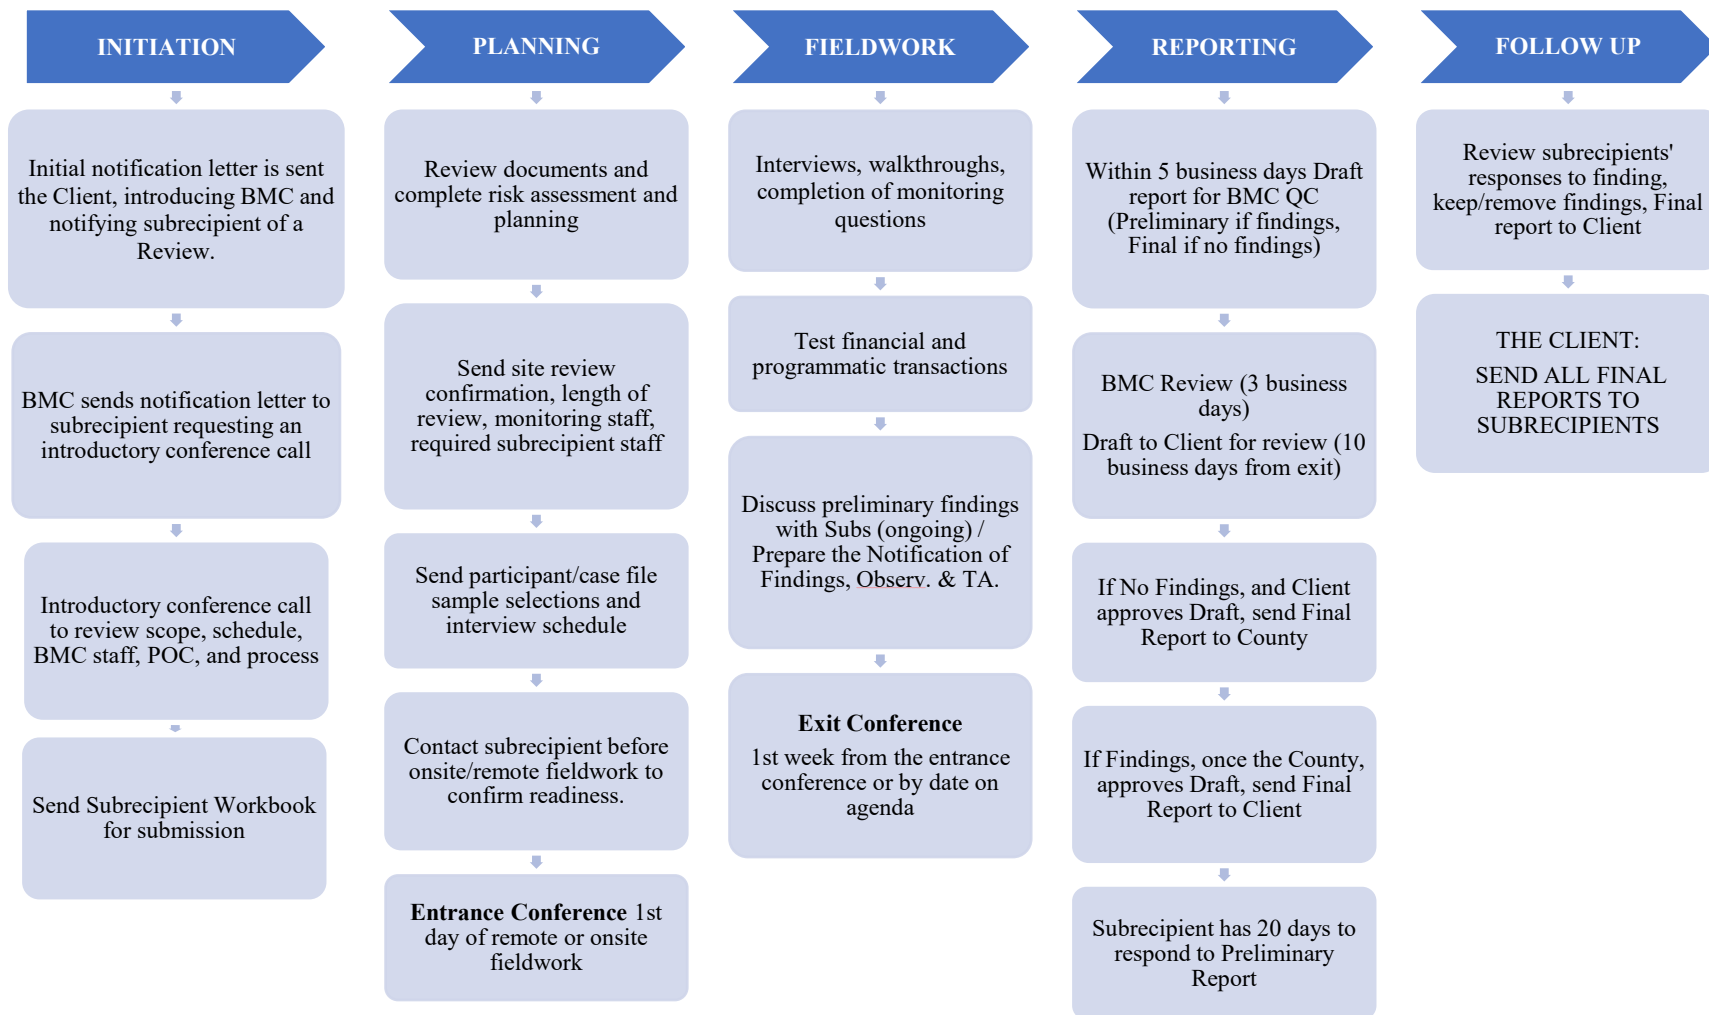 INITIATION
Initial notification letter is sent
the Client, introducing BMC and
notifying subrecipient of a
Review.
BMC sends notification letter to
subrecipient requesting an
introductory conference call
Introductory conference call
to review scope, schedule,
BMC staff, POC, and process
Send Subrecipient Workbook
for submission
PLANNING
Review documents and
complete risk assessment and
planning
Send site review
confirmation, length of
review, monitoring staff,
required subrecipient staff
Send participant/case file
sample selections and
interview schedule
Contact subrecipient before
onsite/remote fieldwork to
confirm readiness.
Entrance Conference 1st
day of remote or onsite
fieldwork
FIELDWORK
Interviews, walkthroughs,
completion of monitoring
questions
Test financial and
programmatic transactions
Discuss preliminary findings
with Subs (ongoing) /
Prepare the Notification of
Findings, Observ. & TA.
Exit Conference
1st week from the entrance
conference or by date on
agenda
REPORTING
Within 5 business days Draft
report for BMC QC
(Preliminary if findings,
Final if no findings)
BMC Review (3 business
days)
Draft to Client for review (10
business days from exit)
If No Findings, and Client
approves Draft, send Final
Report to County
If Findings, once the County,
approves Draft, send Final
Report to Client
Subrecipient has 20 days to
respond to Preliminary
Report
FOLLOW UP
Review subrecipients'
responses to finding,
keep/remove findings, Final
report to Client
THE CLIENT:
SEND ALL FINAL
REPORTS TO
SUBRECIPIENTS